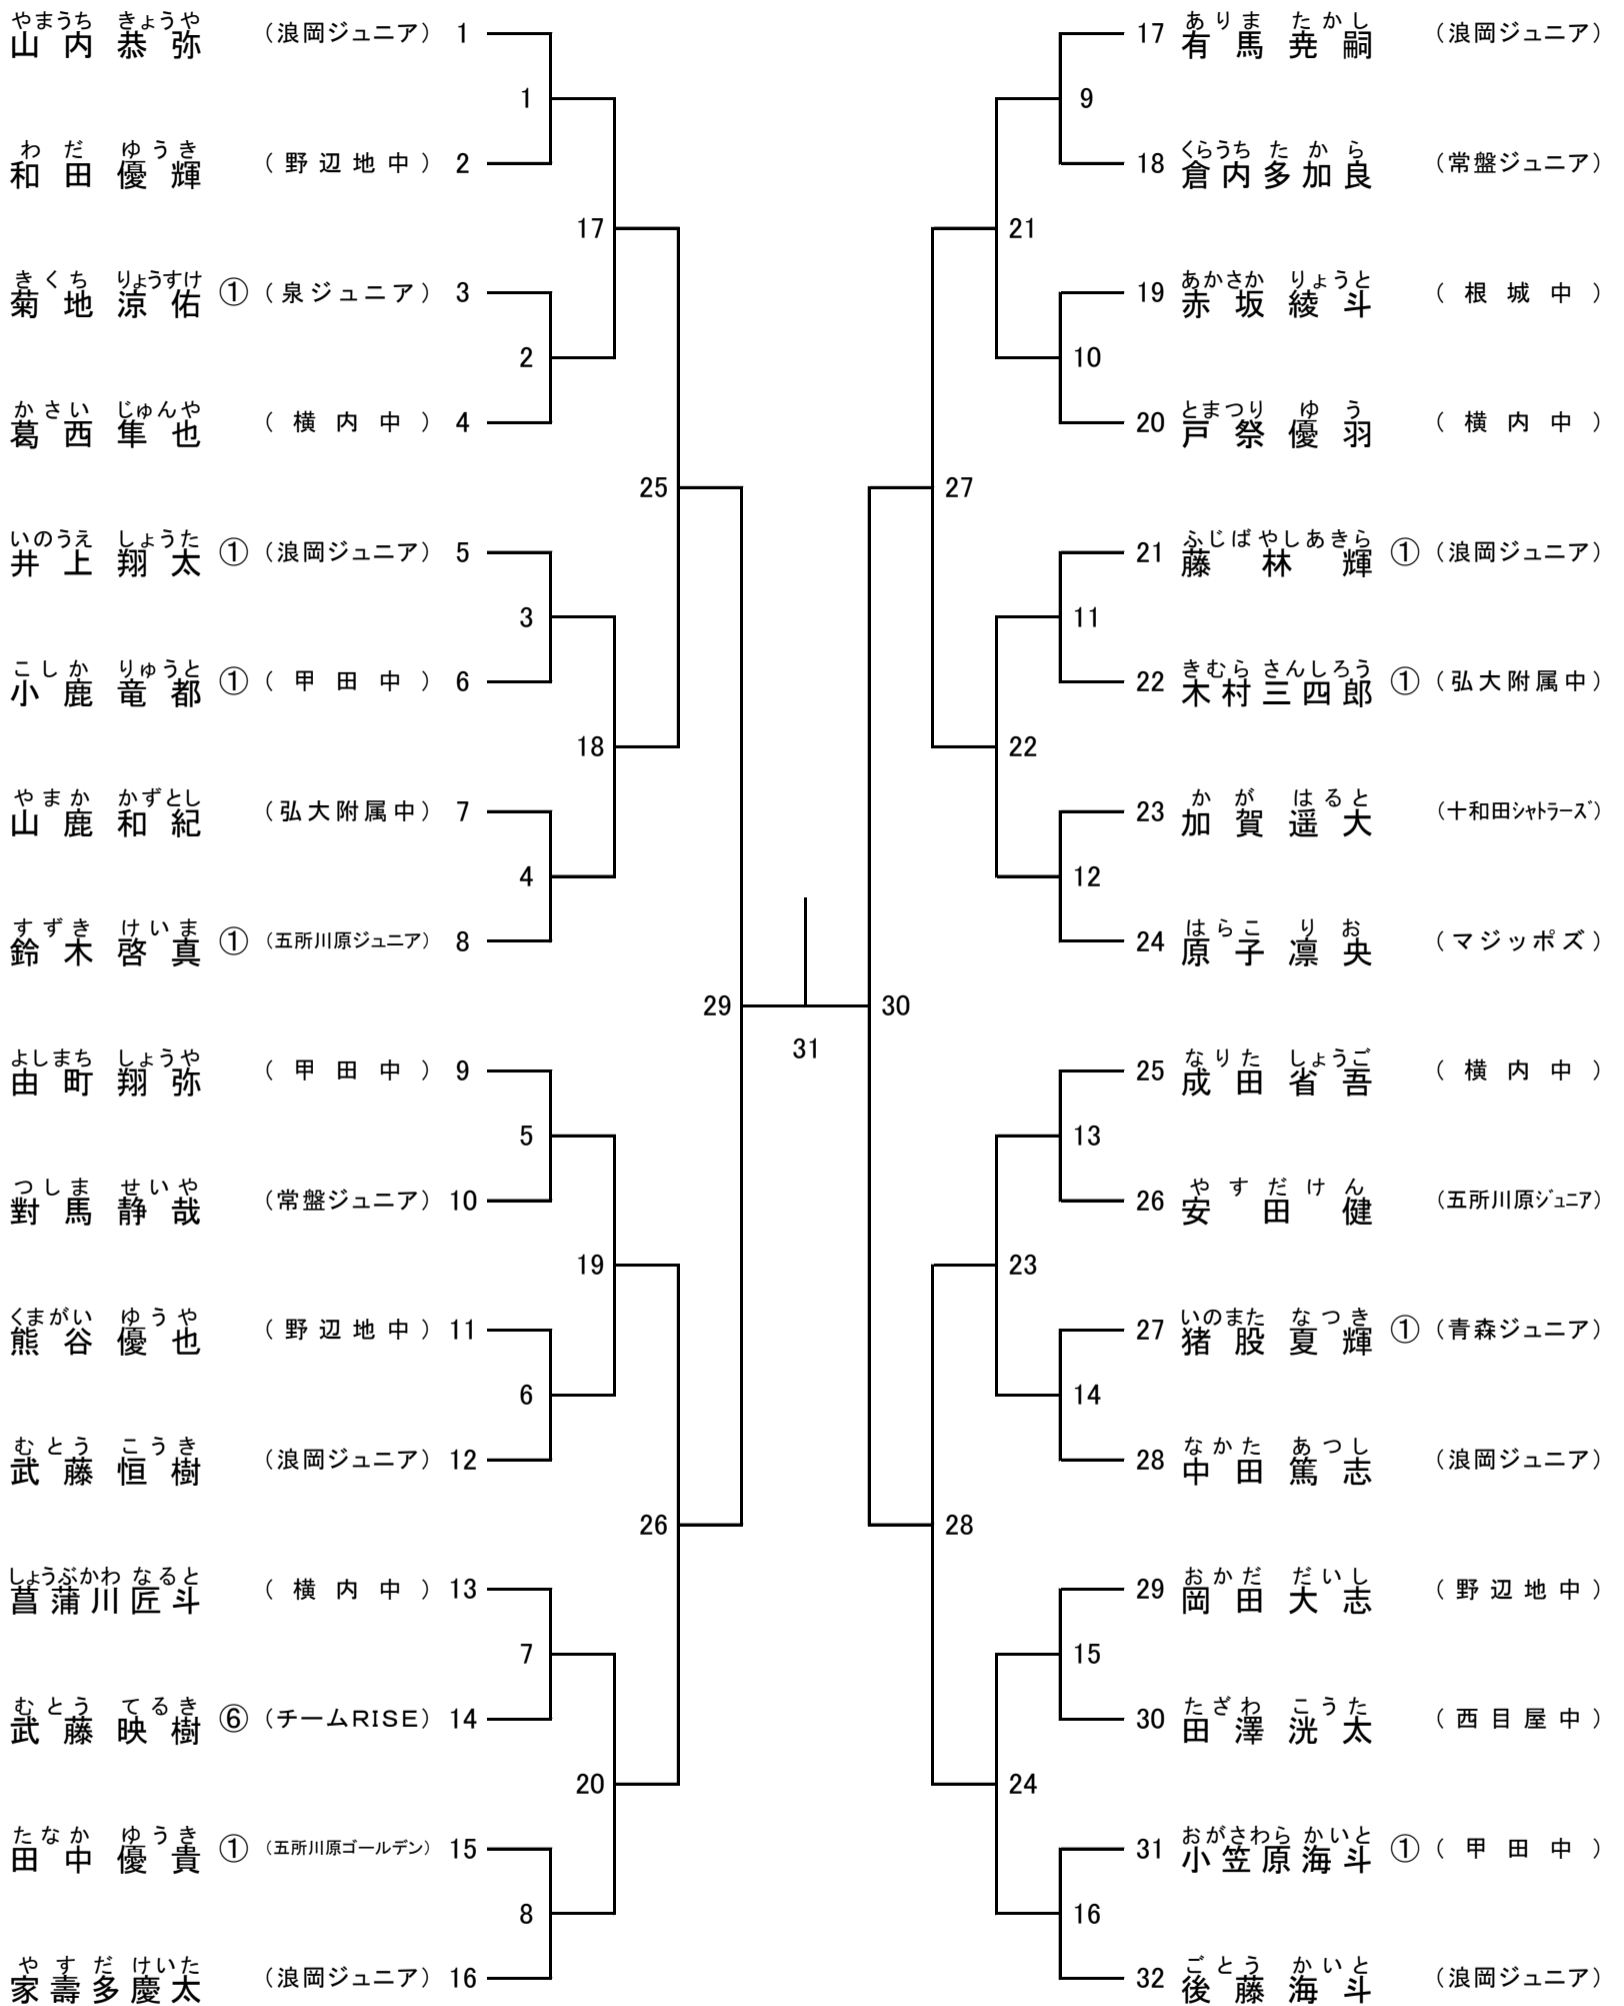 やまうち きょうや
山内 恭弥 （浪岡ジュニア） 1
1
わだ ゆうき
和田 優輝 （野辺地中） 2
17
きくち りょうすけ
菊地 涼佑 ① （泉ジュニア） 3
2
かさい じゅんや
葛西 隼也 （横内中） 4
25
いのうえ しょうた
井上 翔太 ① （浪岡ジュニア） 5
3
こしか りゅうと
小鹿 竜都 ① （甲田中） 6
18
やまか かずとし
山鹿 和紀 （弘大附属中） 7
4
すずき けいま
鈴木 啓真 ① （五所川原ジュニア） 8
29
よしまち しょうや
由町 翔弥 （甲田中） 9
5
つしま せいや
對馬 静哉 （常盤ジュニア） 10
19
くまがい ゆうや
熊谷 優也 （野辺地中） 11
6
むとう こうき
武藤 恒樹 （浪岡ジュニア） 12
26
しょうぶかわ なると
菖蒲川匠斗 （横内中） 13
7
むとう てるき
武藤 映樹 ⑥ （チームRISE） 14
20
たなか ゆうき
田中 優貴 ① （五所川原ゴールデン） 15
8
やすだ けいた
家壽多慶太 （浪岡ジュニア） 16
31
ありま たかし
17 有馬 尭嗣 （浪岡ジュニア）
9
くらうち たから
18 倉内多加良 （常盤ジュニア）
21
あかさか りょうと
19 赤坂 綾斗 （根城中）
10
とまつり ゆう
20 戸祭 優羽 （横内中）
27
ふじばやしあきら
21 藤林輝 ① （浪岡ジュニア）
11
きむら さんしろう
22 木村三四郎 ① （弘大附属中）
22
かが はると
23 加賀 遥大 （十和田ｼｬﾄﾗｰｽﾞ）
12
はらこ りお
24 原子 凛央 （マジッポズ）
30
なりた しょうご
25 成田 省吾 （横内中）
13
やすだけん
26 安田健 （五所川原ｼﾞｭﾆｱ）
23
いのまた なつき
27 猪股 夏輝 ① （青森ジュニア）
14
なかた あつし
28 中田 篤志 （浪岡ジュニア）
28
おかだ だいし
29 岡田 大志 （野辺地中）
15
たざわ こうた
30 田澤 洸太 （西目屋中）
24
おがさわら かいと
31 小笠原海斗 ① （甲田中）
16
ごとう かいと
32 後藤 海斗 （浪岡ジュニア）